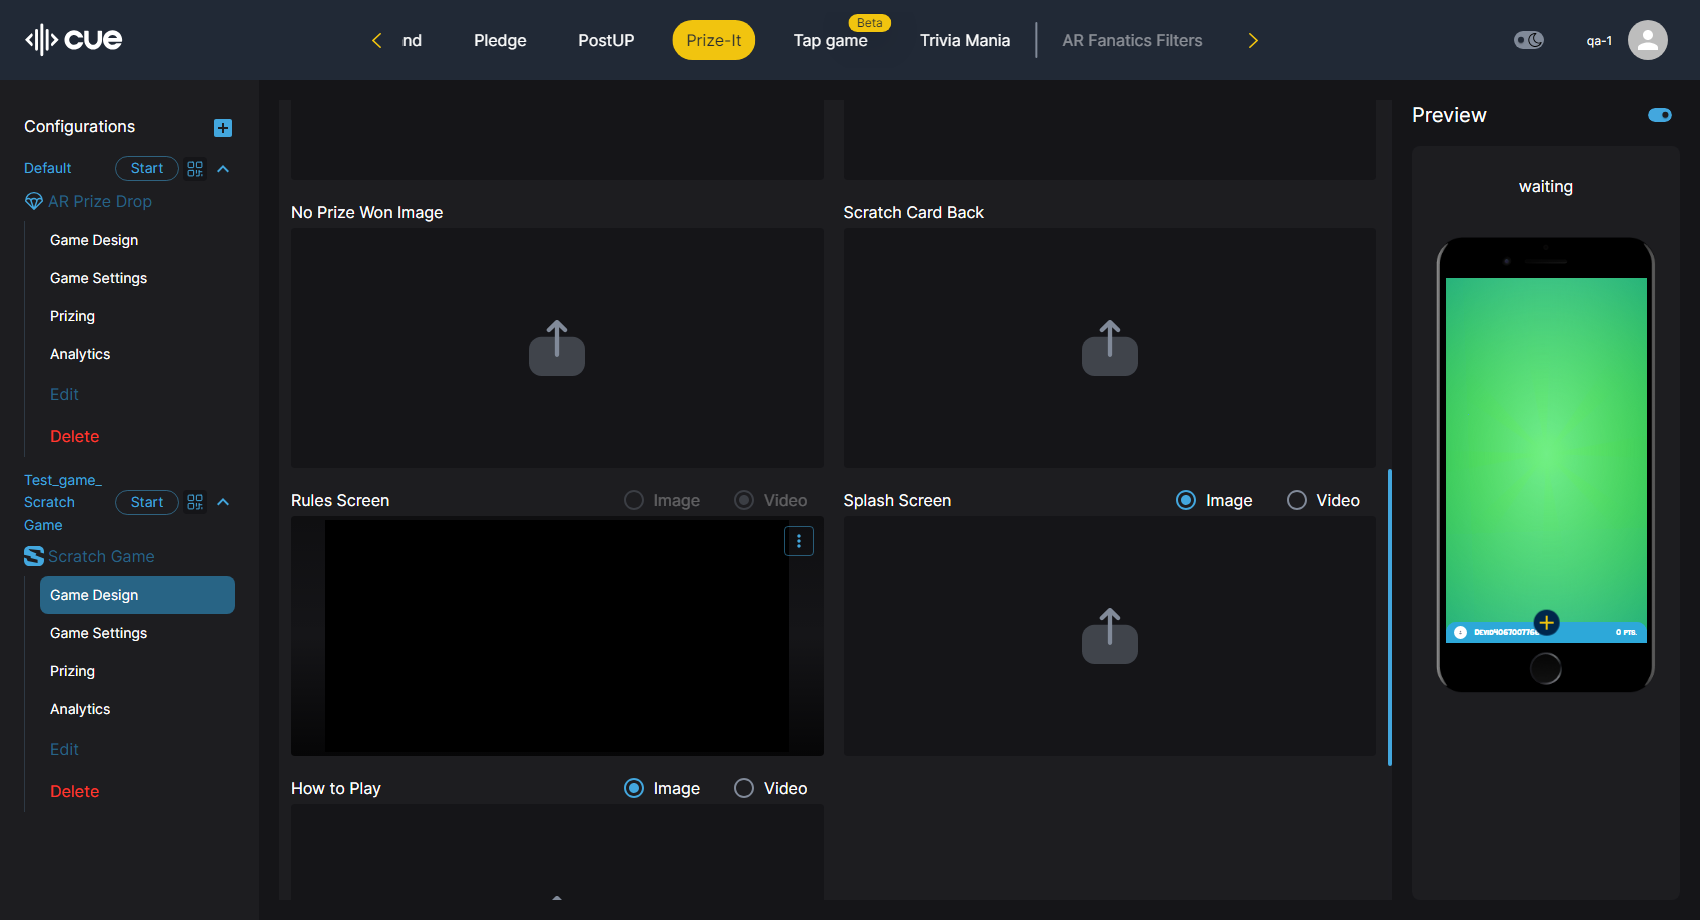 cue
nd
Pledge
PostUP
Prize-It
Beta
Tap game
Trivia Mania
AR Fanatics Filters
qa-1
Configurations
Default
Start
AR Prize Drop
Game Design
Game Settings
Prizing
Analytics
Edit
Delete
Test_game_
Scratch
Game
Start
Scratch Game
Game Design
Game Settings
Prizing
Analytics
Edit
Delete
No Prize Won Image
Scratch Card Back
Rules Screen
Image
Video
Splash Screen
Image
Video
How to Play
Image
Video
Preview
waiting
0 PTS.